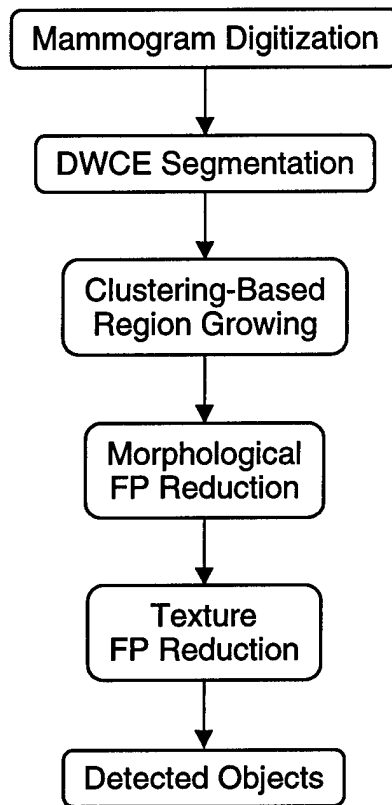 Mammogram Digitization
DWCE Segmentation
Clustering-Based
Region Growing
Morphological
FP Reduction
Texture
FP Reduction
Detected Objects